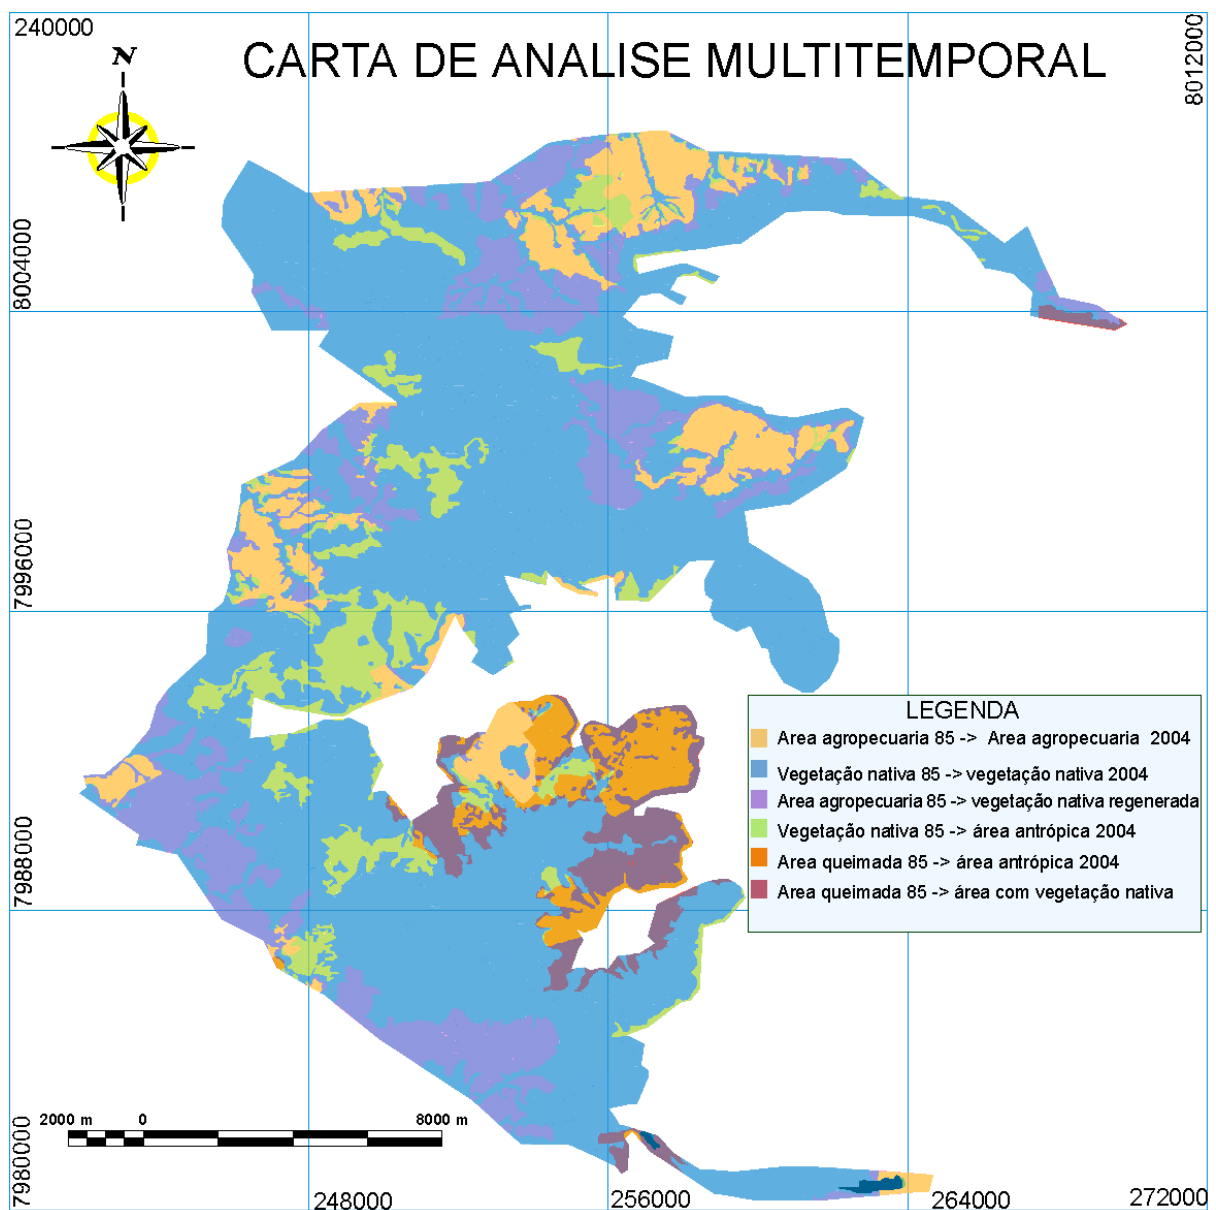 240000
CARTA DE ANALISE MULTITEMPORAL
8012000
N
8004000
7996000
LEGENDA
Area agropecuaria 85 -> Area agropecuaria 2004
Vegetação nativa 85 -> vegetação nativa 2004
Area agropecuaria 85 -> vegetação nativa regenerada
Vegetação nativa 85 -> área antrópica 2004
Area queimada 85 -> área antrópica 2004
Area queimada 85 -> área com vegetação nativa
7988000
2000 m 0 8000 m
7980000
248000
256000
264000
272000